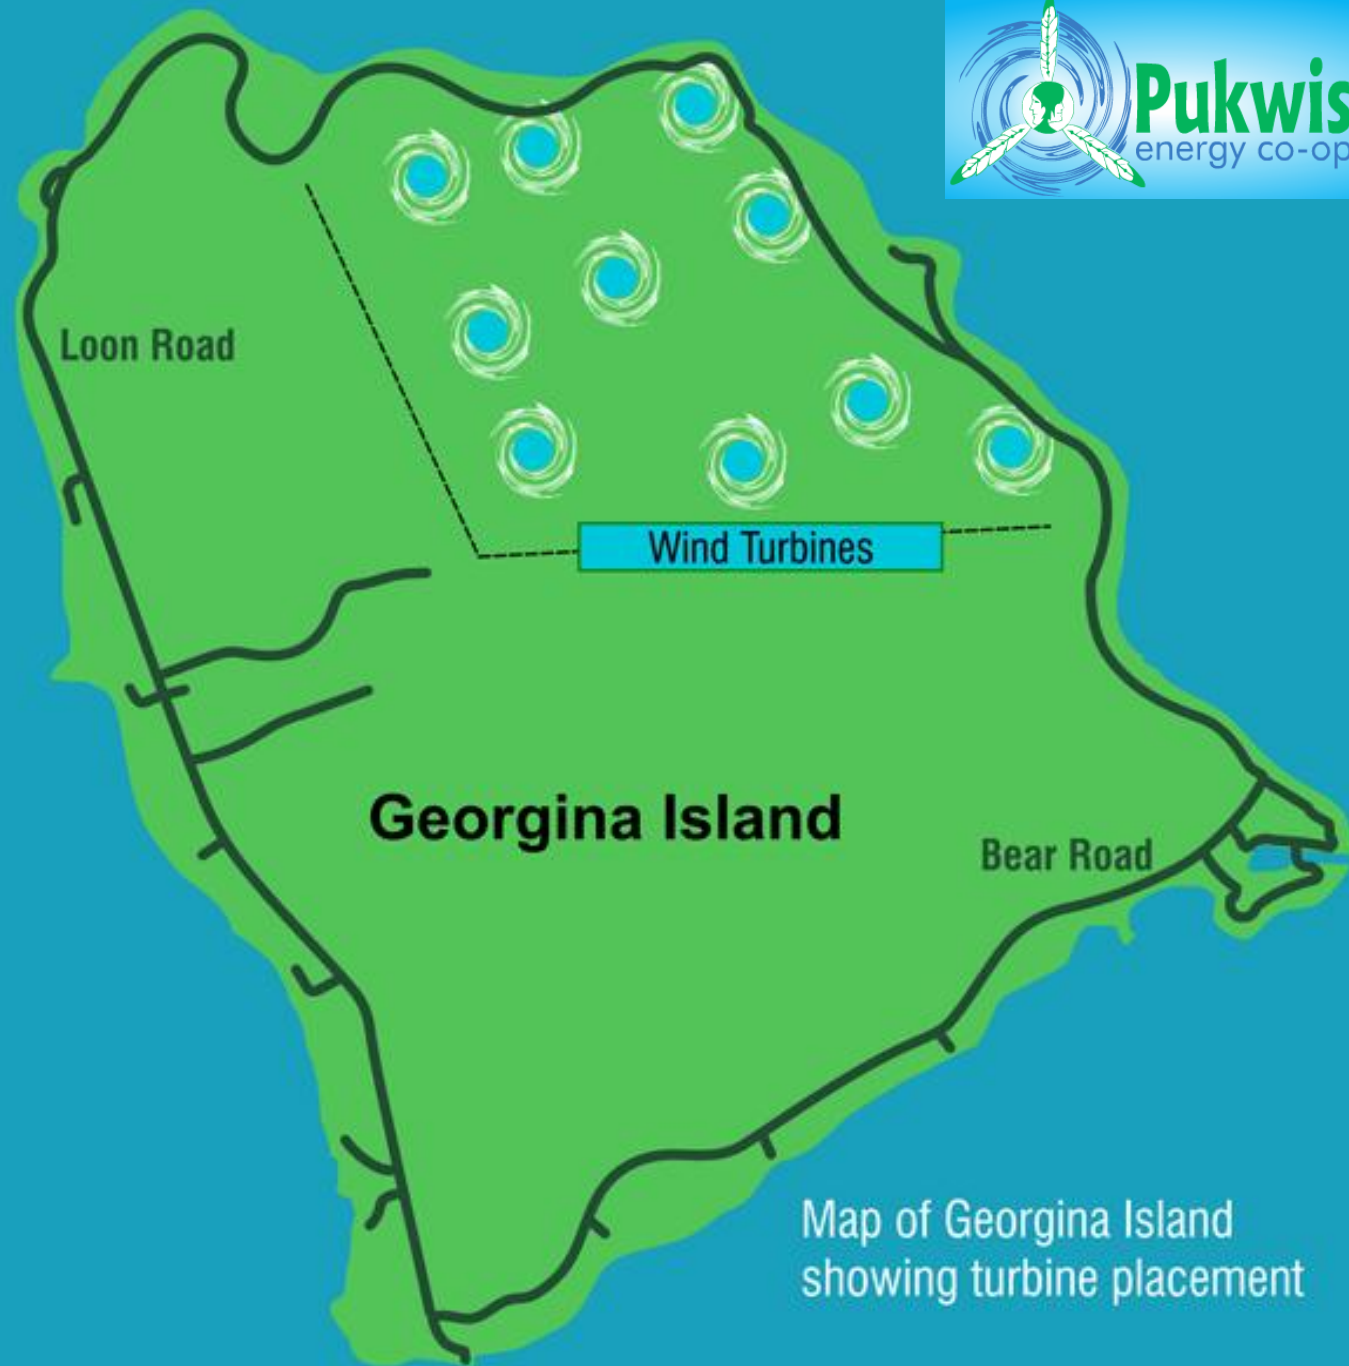 Pukwis
energy co-op
Loon Road
Wind Turbines
Georgina Island
Bear Road
Map of Georgina Island
showing turbine placement